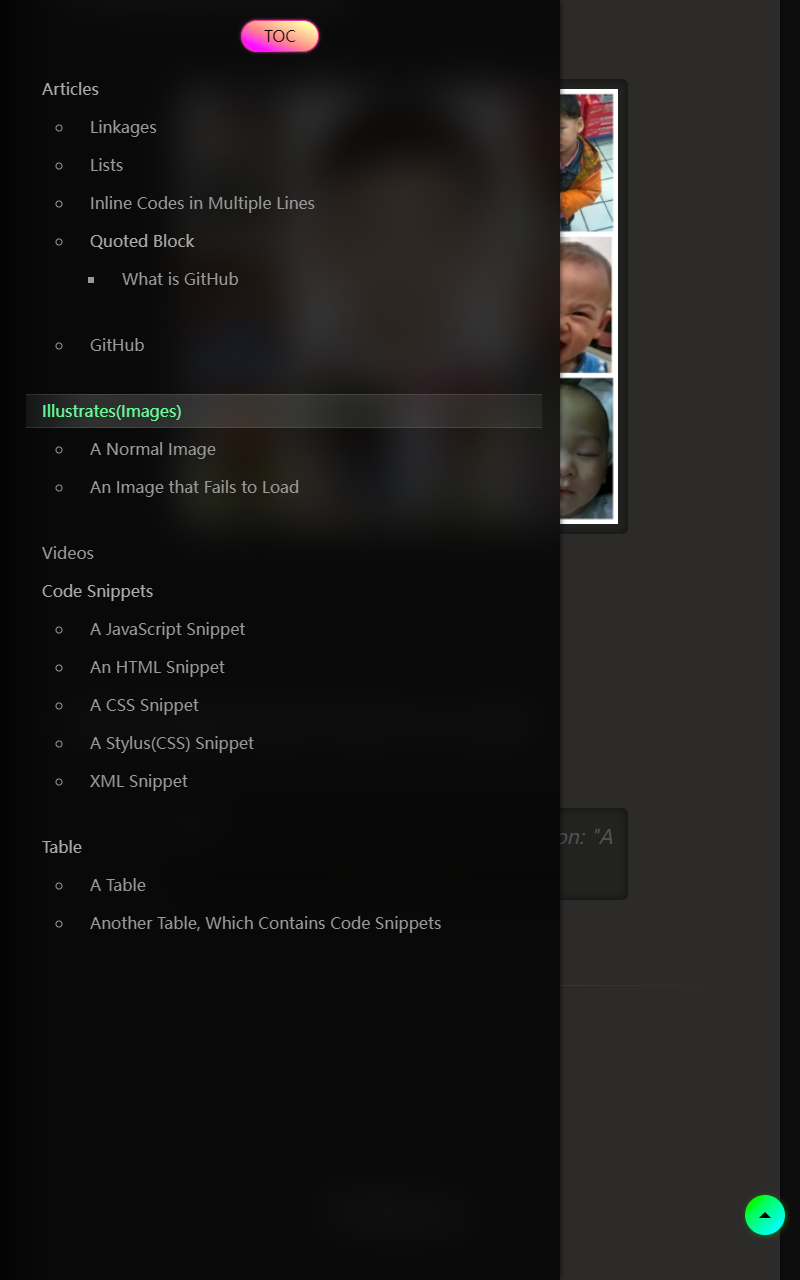 TOC
Articles
Linkages
Lists
Inline Codes in Multiple Lines
Quoted Block
What is GitHub
GitHub
Illustrates(Images)
A Normal Image
An Image that Fails to Load
Videos
Code Snippets
A JavaScript Snippet
An HTML Snippet
A CSS Snippet
A Stylus(CSS) Snippet
XML Snippet
on: "A
Table
A Table
Another Table, Which Contains Code Snippets